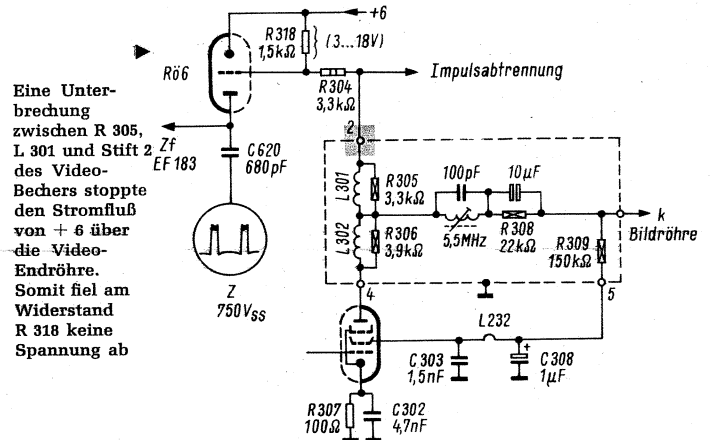 +6
R 318
1,5kΩ
(3...18V)
Rö6
R 304
3,3kΩ
Impulsabtrennung
Eine Unter-
brechung
zwischen R 305,
L 301 und Stift 2
des Video-
Bechers stoppte
den Stromfluß
von + 6 über
die Video-
Endröhre.
Somit fiel am
Widerstand
R 318 keine
Spannung ab
Zf
EF 183
C 620
680pF
2
L301
R305
3,3kΩ
L302
R306
3,9kΩ
100pF
10µF
5,5MHz
R308
22kΩ
R309
150kΩ
k
Bildröhre
Z
750Vss
4
5
L232
C303
1,5nF
+
C308
1µF
R307
100Ω
C302
4,7nF